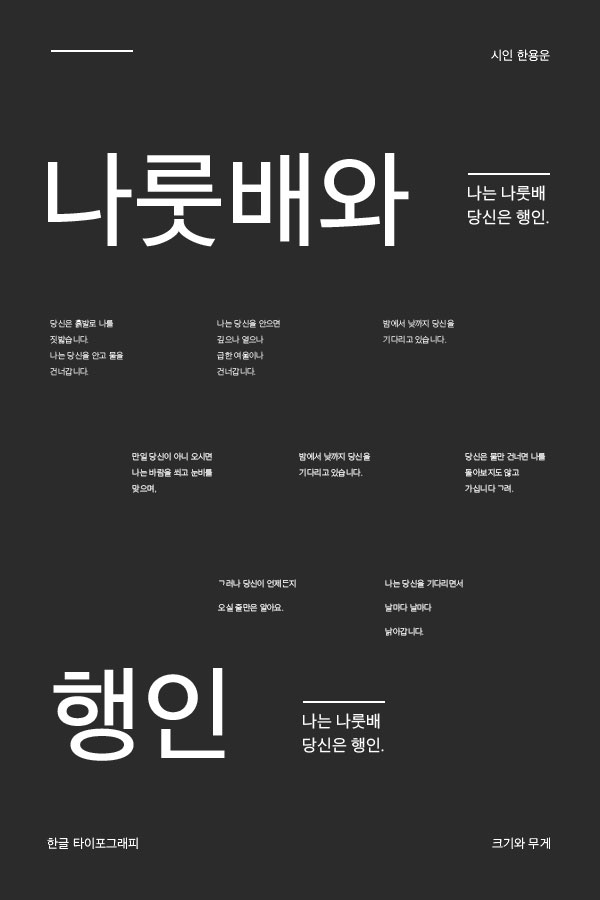 시인 한용운
나룻배와
나는 나룻배
당신은 행인.
당신은 흙발로 나를
짓밟습니다.
나는 당신을 안고 물을
건너갑니다.
나는 당신을 안으면
깊으나 옅으나
급한 여울이나
건너갑니다.
밤에서 낮까지 당신을
기다리고 있습니다.
만일 당신이 아니 오시면
나는 바람을 쐬고 눈비를
맞으며,
밤에서 낮까지 당신을
기다리고 있습니다.
당신은 물만 건너면 나를
돌아보지도 않고
가십니다 그려.
그러나 당신이 언제든지
오실 줄만은 알아요.
나는 당신을 기다리면서
날마다 날마다
낡아갑니다.
행인
나는 나룻배
당신은 행인.
한글 타이포그래피
크기와 무게